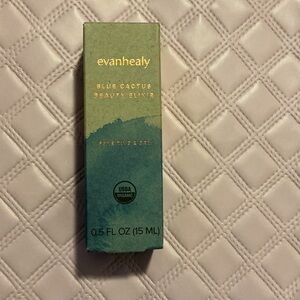 evanhealy
BLUE CACTUS
BEAUTY ELIXIR
USDA
ORGANIC
0.5 FL OZ (15 ML)